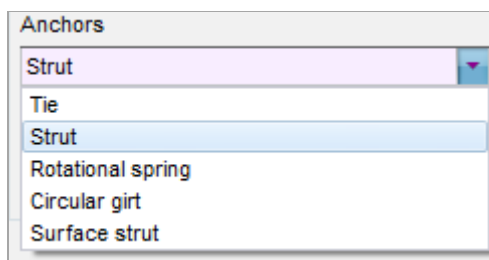 Anchors
Strut
Tie
Strut
Rotational spring
Circular girt
Surface strut